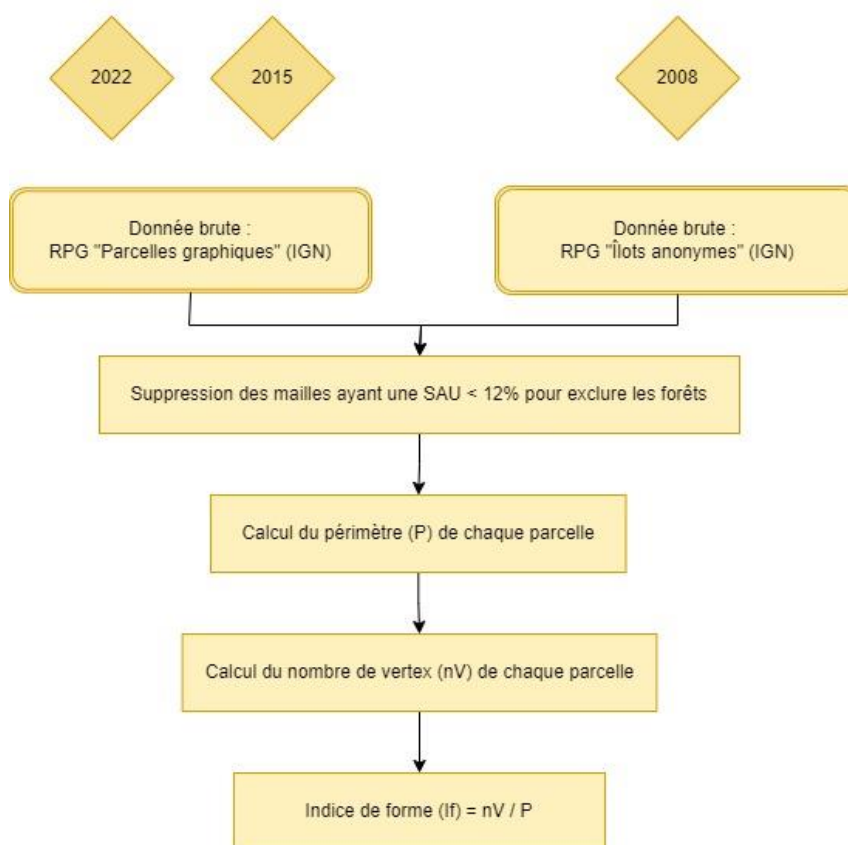 2022
2015
2008
Donnée brute :
RPG "Parcelles graphiques" (IGN)
Donnée brute :
RPG "Îlots anonymes" (IGN)
Suppression des mailles ayant une SAU < 12% pour exclure les forêts
Calcul du périmètre (P) de chaque parcelle
Calcul du nombre de vertex (nV) de chaque parcelle
Indice de forme (If) = nV / P